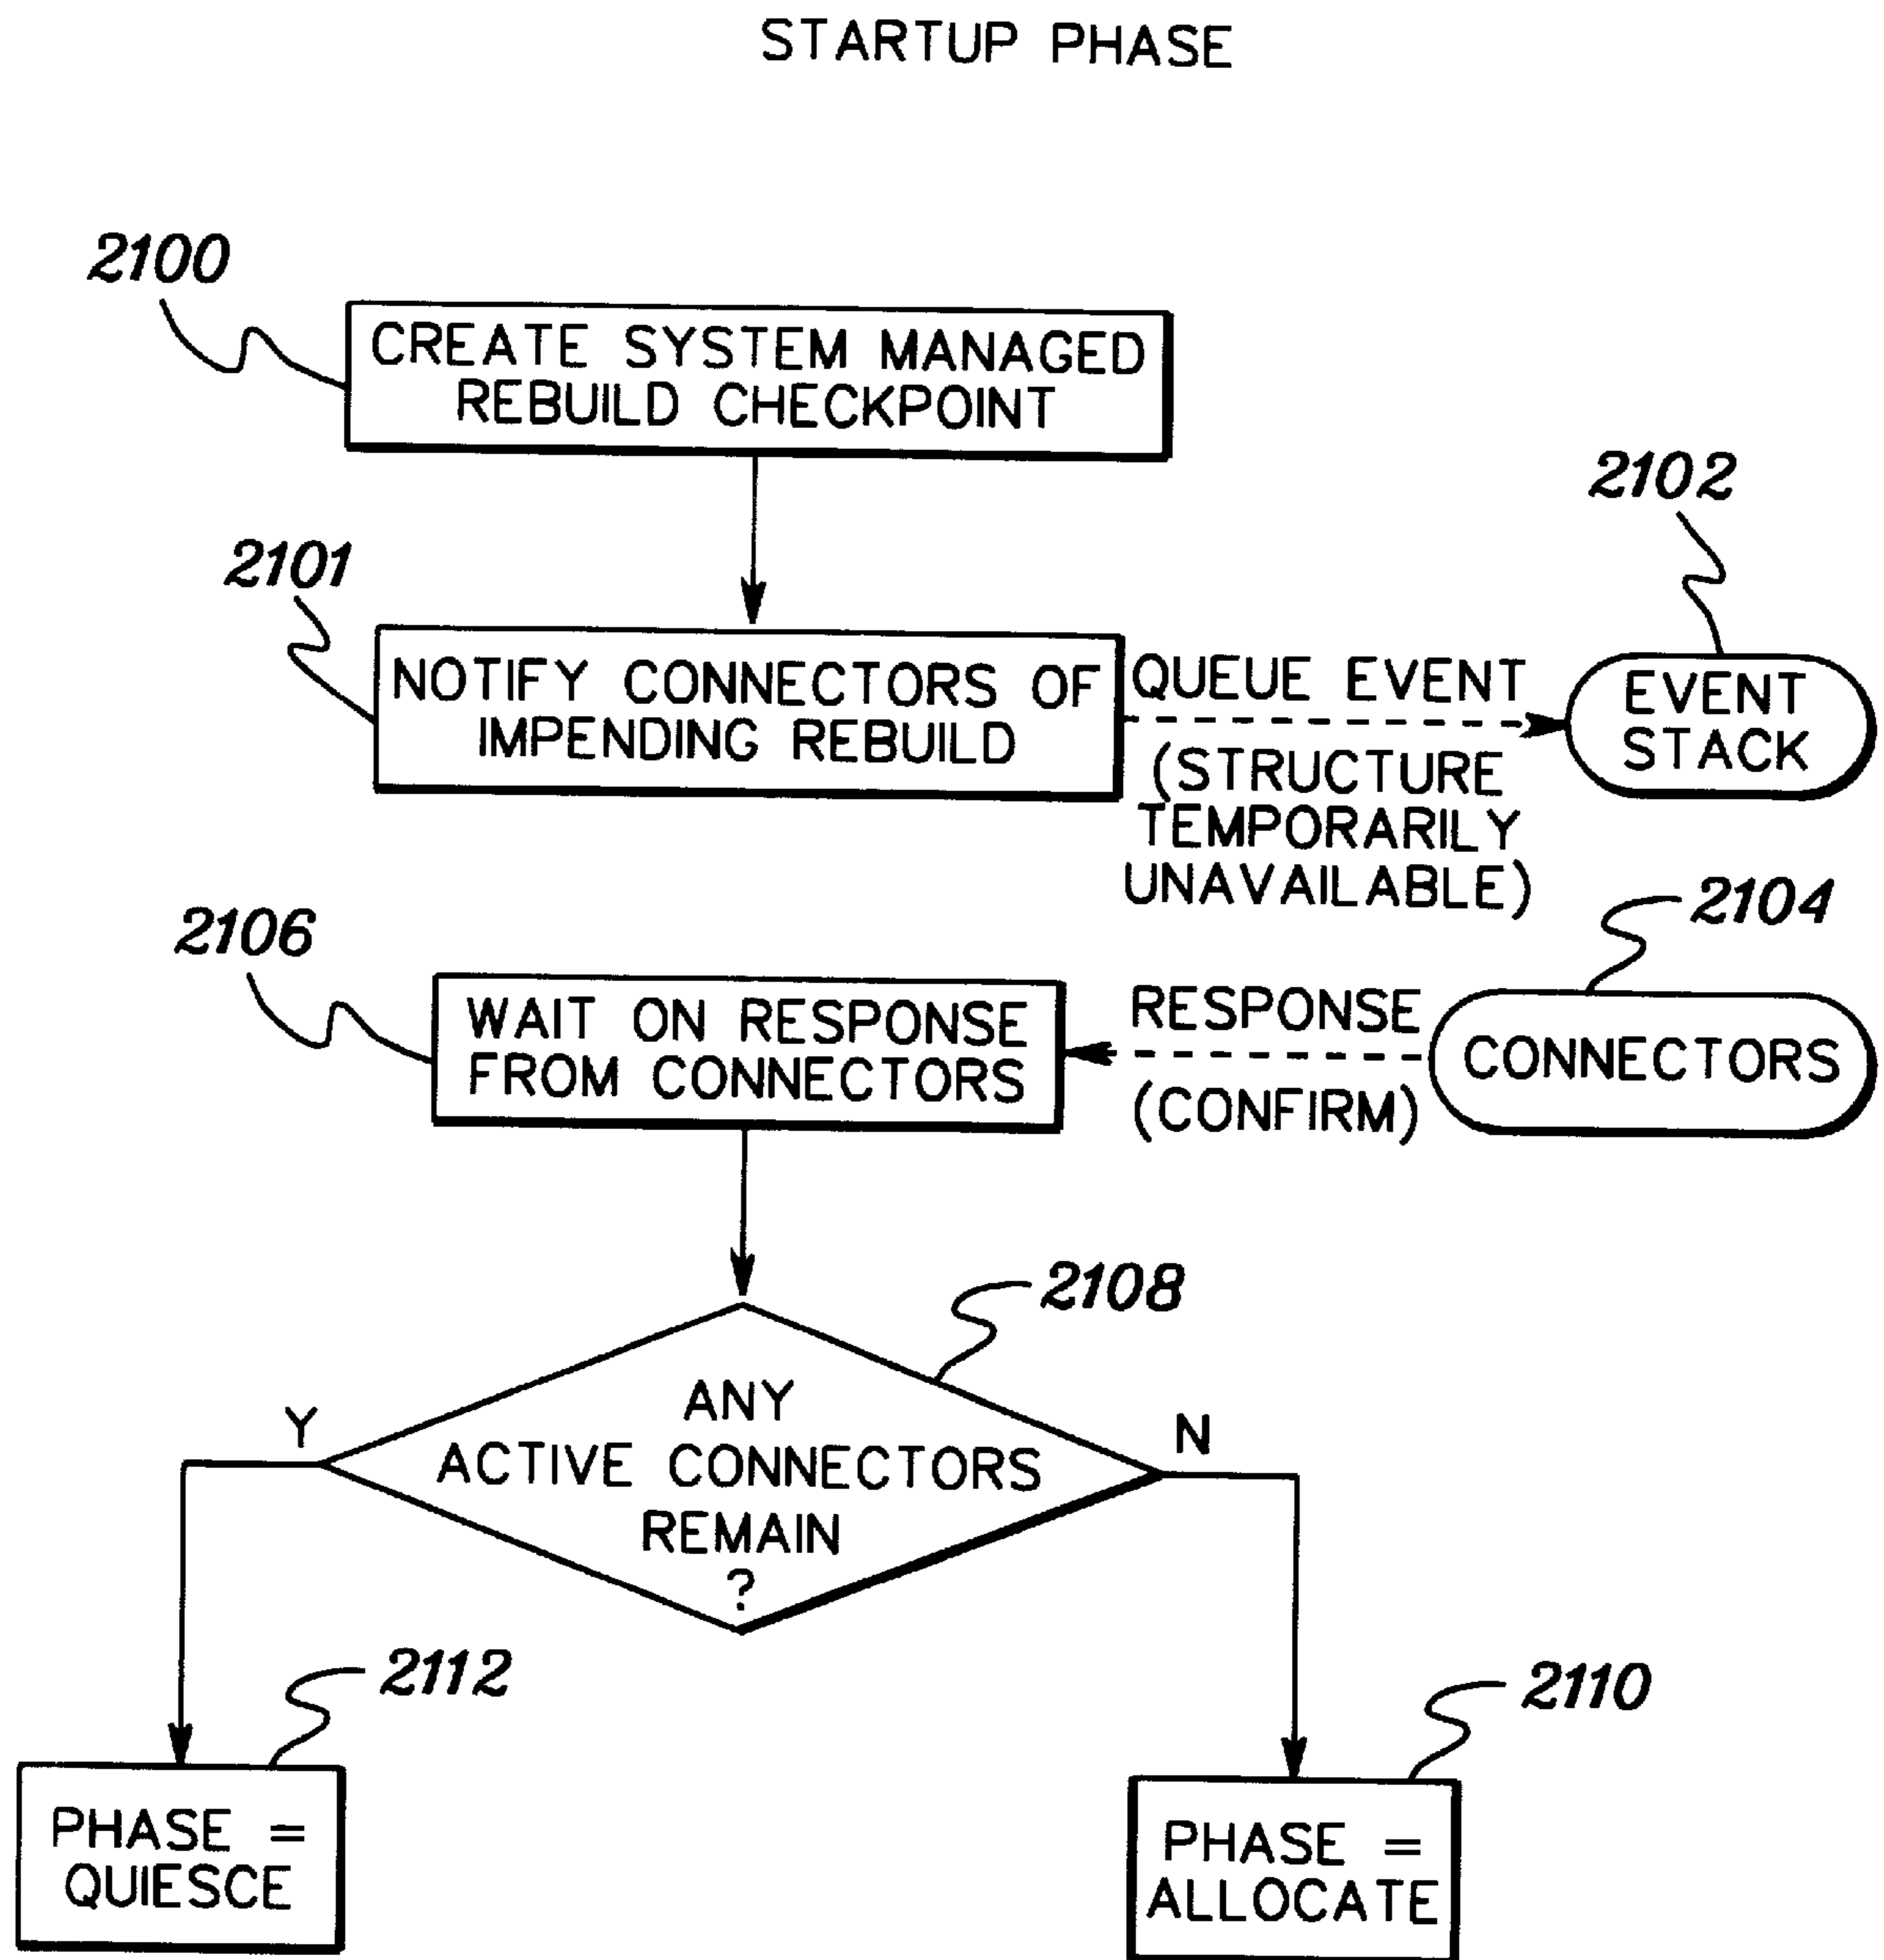 STARTUP PHASE
2100
CREATE SYSTEM MANAGED
REBUILD CHECKPOINT
2102
2101
NOTIFY CONNECTORS OF
IMPENDING REBUILD
QUEUE EVENT
(STRUCTURE
TEMPORARILY
UNAVAILABLE)
EVENT
STACK
2104
2106
WAIT ON RESPONSE
FROM CONNECTORS
RESPONSE
(CONFIRM)
CONNECTORS
2108
Y
ANY
ACTIVE CONNECTORS
REMAIN
?
N
2112
2110
PHASE =
QUIESCE
PHASE =
ALLOCATE